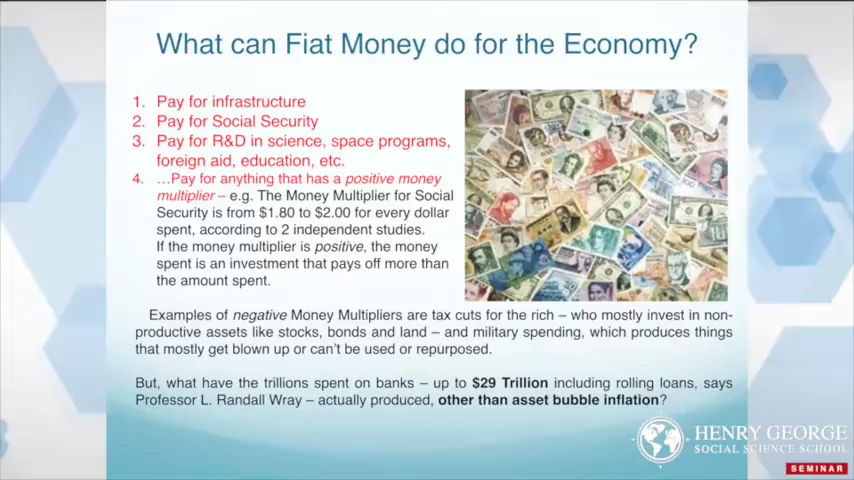 What can Fiat Money do for the Economy?
1. Pay for infrastructure
2. Pay for Social Security
3. Pay for R&D in science, space programs,
foreign aid, education, etc.
4. …Pay for anything that has a positive money
multiplier – e.g. The Money Multiplier for Social
Security is from $1.80 to $2.00 for every dollar
spent, according to 2 independent studies.
If the money multiplier is positive, the money
spent is an investment that pays off more than
the amount spent.
Examples of negative Money Multipliers are tax cuts for the rich – who mostly invest in non-
productive assets like stocks, bonds and land – and military spending, which produces things
that mostly get blown up or can’t be used or repurposed.
But, what have the trillions spent on banks – up to $29 Trillion including rolling loans, says
Professor L. Randall Wray – actually produced, other than asset bubble inflation?
HENRY GEORGE
SOCIAL SCIENCE SCHOOL
SEMINAR